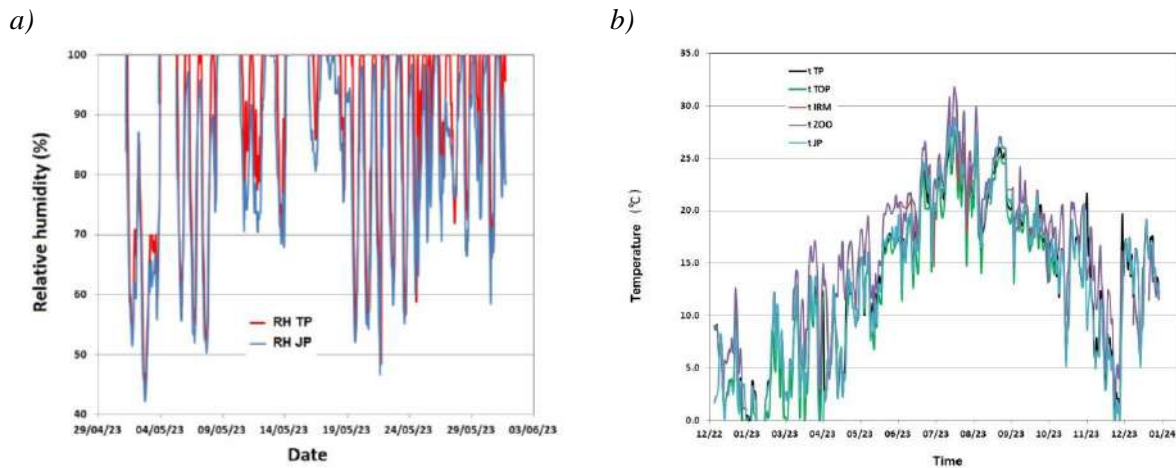 a)
100
90
80
70
60
50
40
Relative humidity (%)
RH TP
RH JP
29/04/23 04/05/23 09/05/23 14/05/23 19/05/23 24/05/23 29/05/23 03/06/23
Date
b)
35.0
30.0
25.0
20.0
15.0
10.0
5.0
0.0
Temperature (°C)
t TP
t TOP
t IRM
t ZOO
t JP
12/22 01/23 03/23 04/23 05/23 06/23 07/23 08/23 09/23 10/23 11/23 12/23 01/24
Time